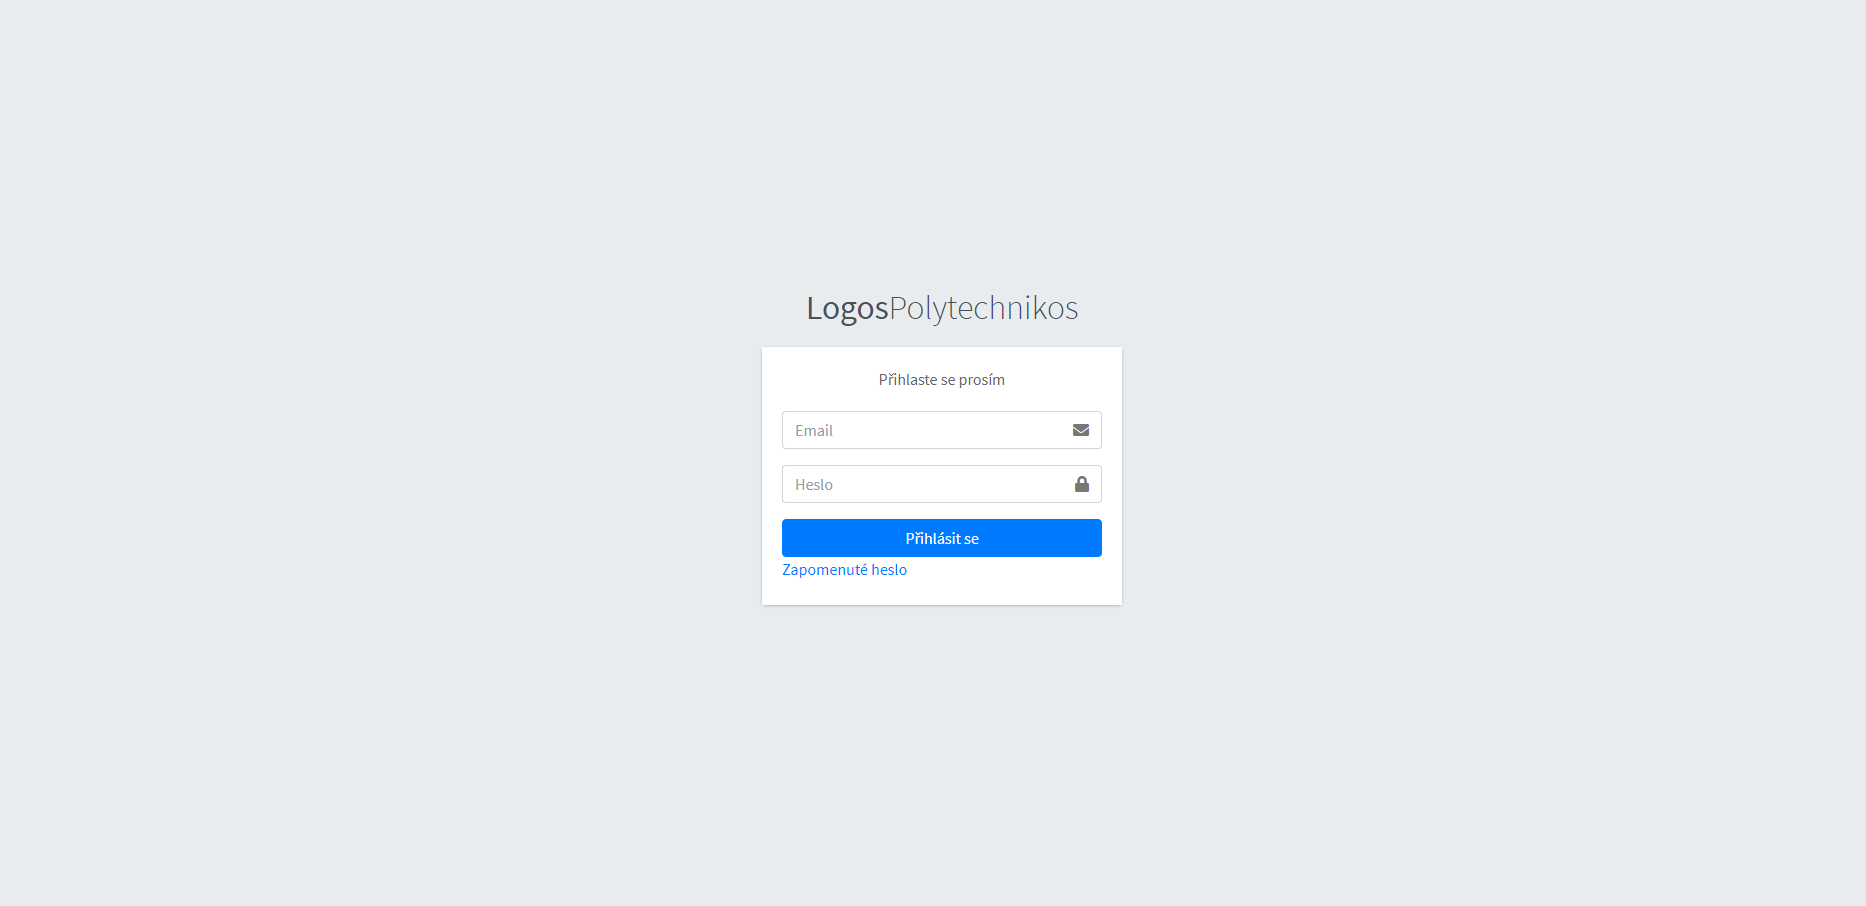 LogosPolytechnikos
Přihlaste se prosím
Email
Heslo
Přihlásit se
Zapomenuté heslo